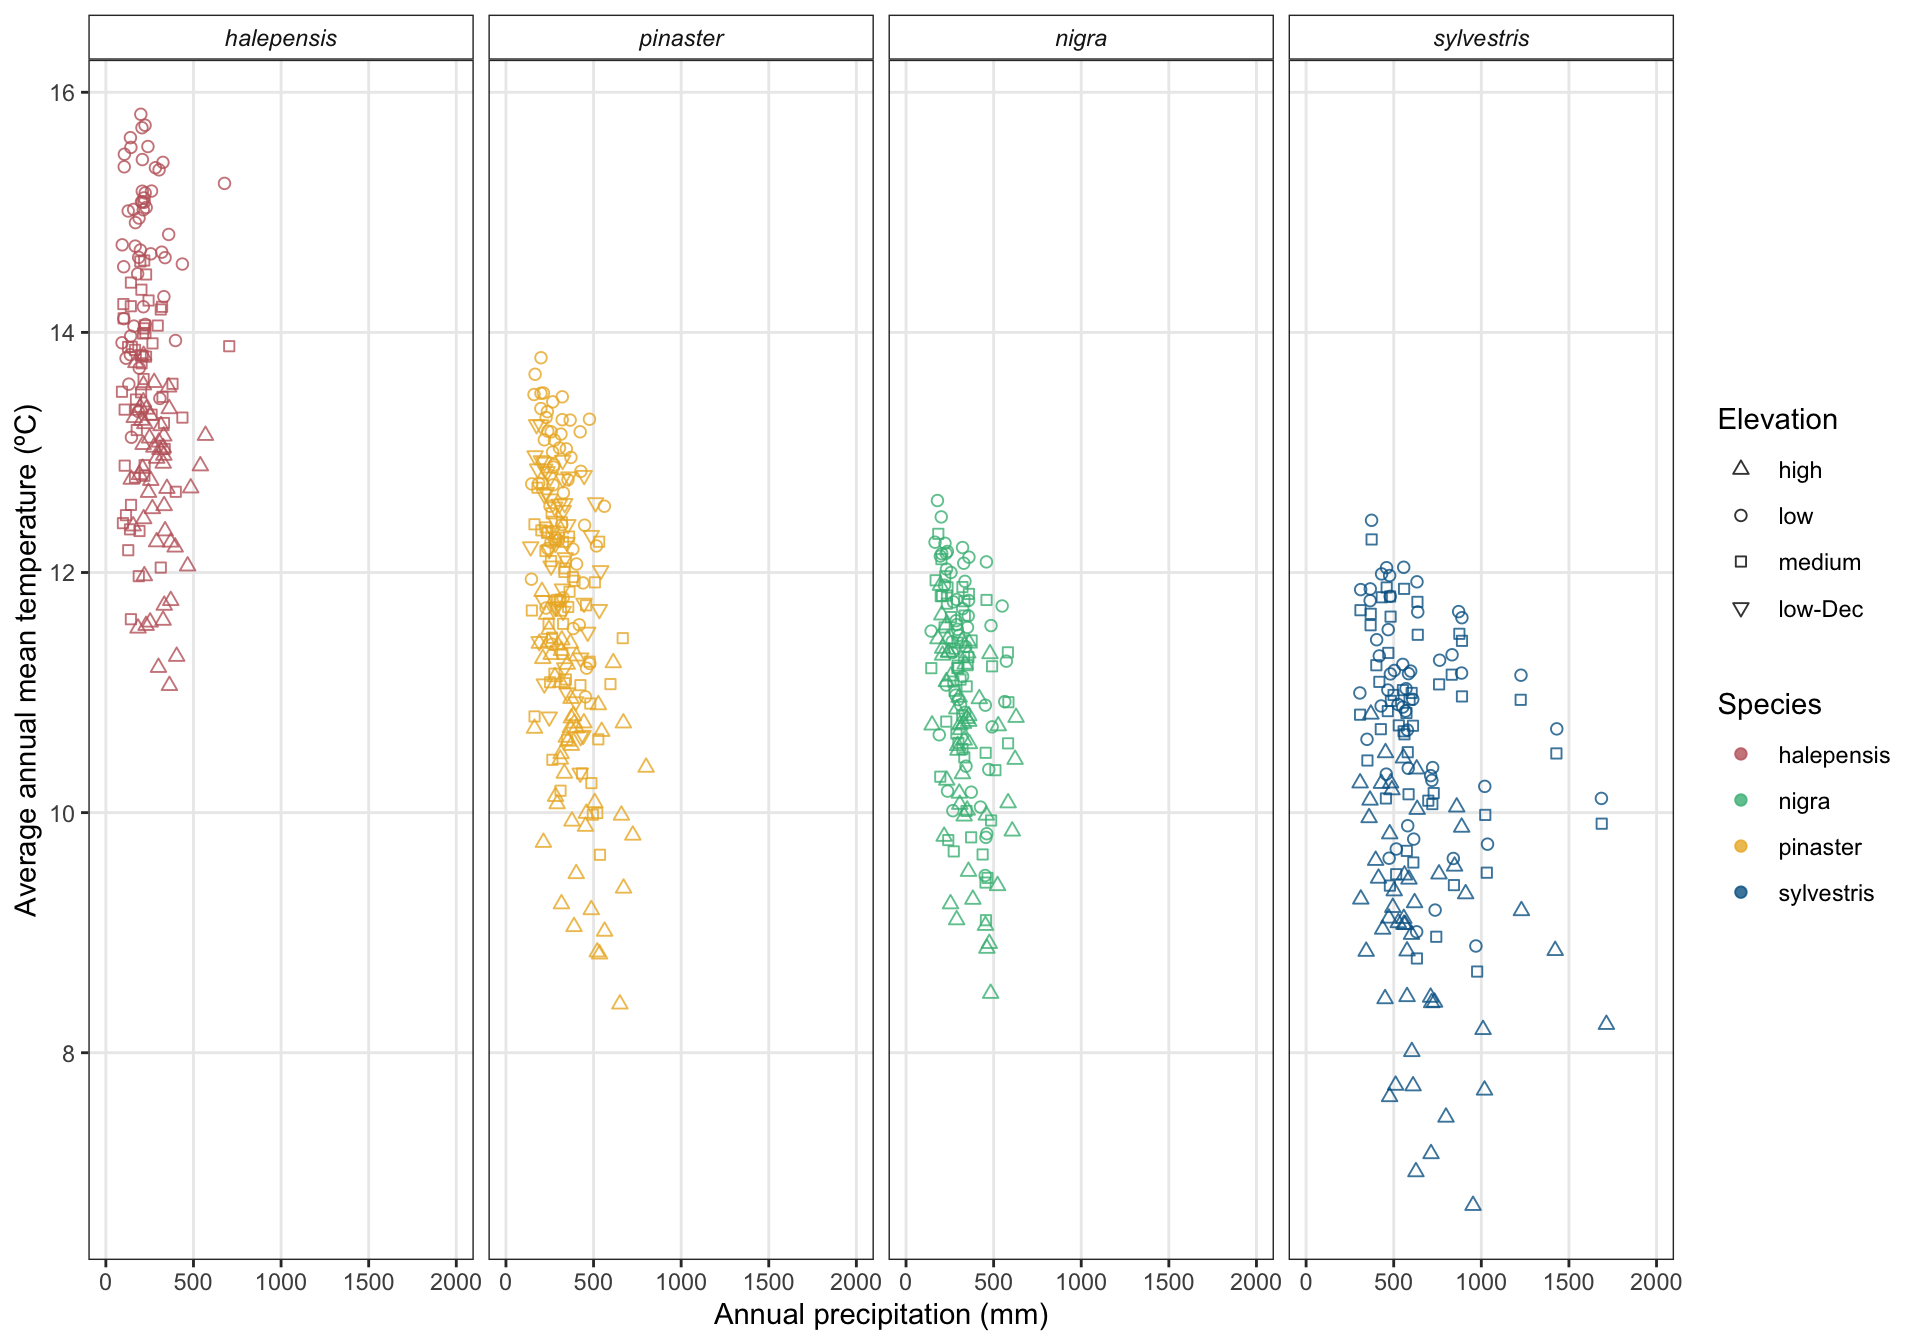 halepensis pinaster nigra sylvestris
16
14
12
10
8
Average annual mean temperature (ºC)
0 500 1000 1500 2000 0 500 1000 1500 2000 0 500 1000 1500 2000 0 500 1000 1500 2000
Annual precipitation (mm)
Elevation
high
low
medium
low-Dec
Species
halepensis
nigra
pinaster
sylvestris